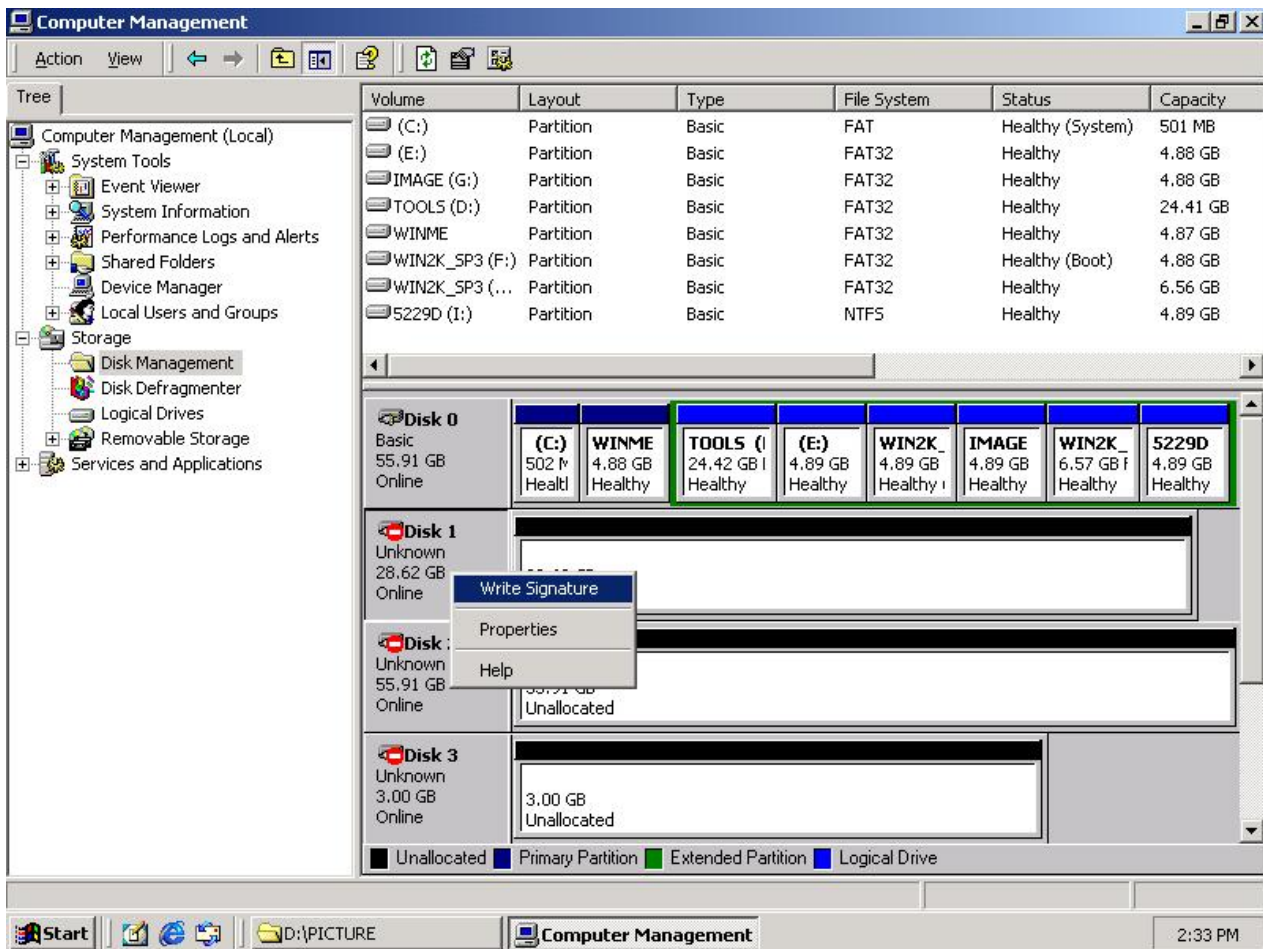 Computer Management
Action View
Tree
Computer Management (Local)
System Tools
Event Viewer
System Information
Performance Logs and Alerts
Shared Folders
Device Manager
Local Users and Groups
Storage
Disk Management
Disk Defragmenter
Logical Drives
Removable Storage
Services and Applications
Volume Layout Type File System Status Capacity
(C:) Partition Basic FAT Healthy (System) 501 MB
(E:) Partition Basic FAT32 Healthy 4.88 GB
IMAGE (G:) Partition Basic FAT32 Healthy 4.88 GB
TOOLS (D:) Partition Basic FAT32 Healthy 24.41 GB
WINME Partition Basic FAT32 Healthy 4.87 GB
WIN2K_SP3 (F:) Partition Basic FAT32 Healthy (Boot) 4.88 GB
WIN2K_SP3 (... Partition Basic FAT32 Healthy 6.56 GB
5229D (I:) Partition Basic NTFS Healthy 4.89 GB
Disk 0
Basic
55.91 GB
Online
(C:) WINME TOOLS ( (E:) WIN2K_ IMAGE WIN2K_ 5229D
502 4.88 GB 24.42 GB 4.89 GB 4.89 GB 4.89 GB 6.57 GB F 4.89 GB
Healtl Healthy Healthy Healthy Healthy Healthy Healthy Healthy
Disk 1
Unknown
28.62 GB
Online
Write Signature
Properties
Help
Disk
Unknown
55.91 GB
Online
Unallocated
Disk 3
Unknown
3.00 GB
Online
3.00 GB
Unallocated
Unallocated Primary Partition Extended Partition Logical Drive
Start D:\PICTURE Computer Management 2:33 PM